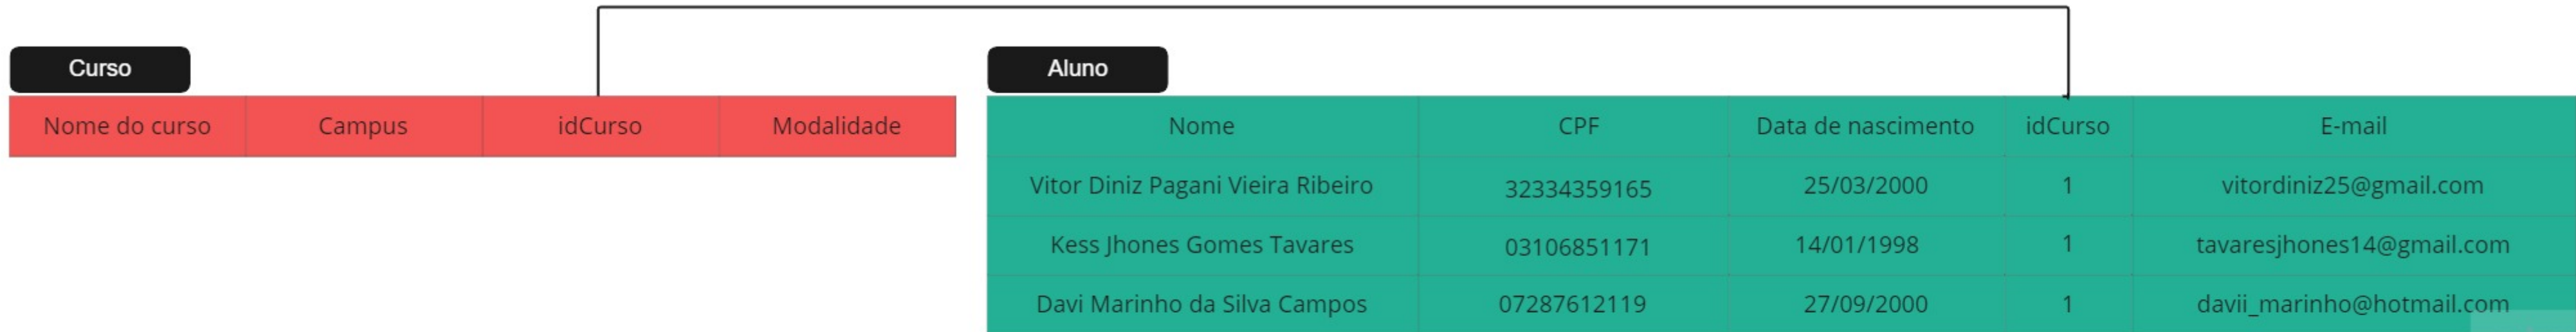 Curso
Aluno
Nome do curso Campus idCurso Modalidade
Nome CPF Data de nascimento idCurso E-mail
Vitor Diniz Pagani Vieira Ribeiro 32334359165 25/03/2000 1 vitordiniz25@gmail.com
Kess Jhones Gomes Tavares 03106851171 14/01/1998 1 tavaresjhones14@gmail.com
Davi Marinho da Silva Campos 07287612119 27/09/2000 1 davii_marinho@hotmail.com